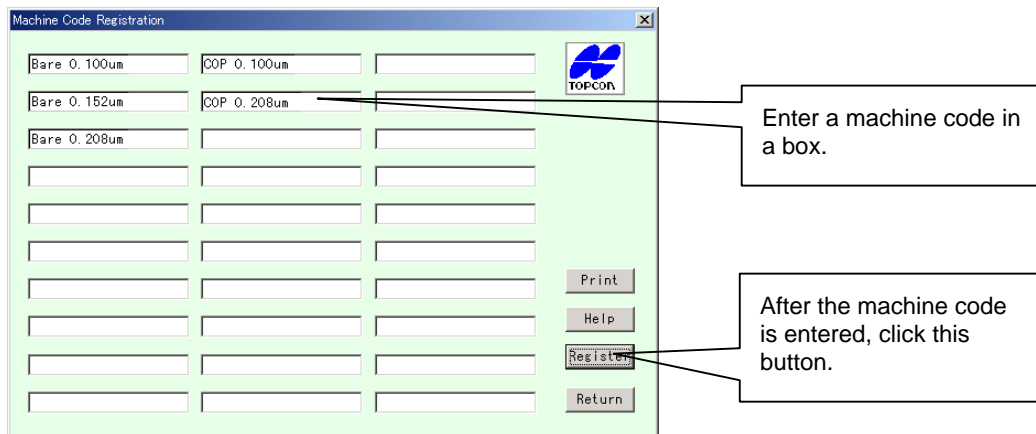 Machine Code Registration
Bare 0.100um COP 0.100um
TOPCON
Bare 0.152um COP 0.208um
Enter a machine code in
a box.
Bare 0.208um
Print
Help
Register
Return
After the machine code
is entered, click this
button.